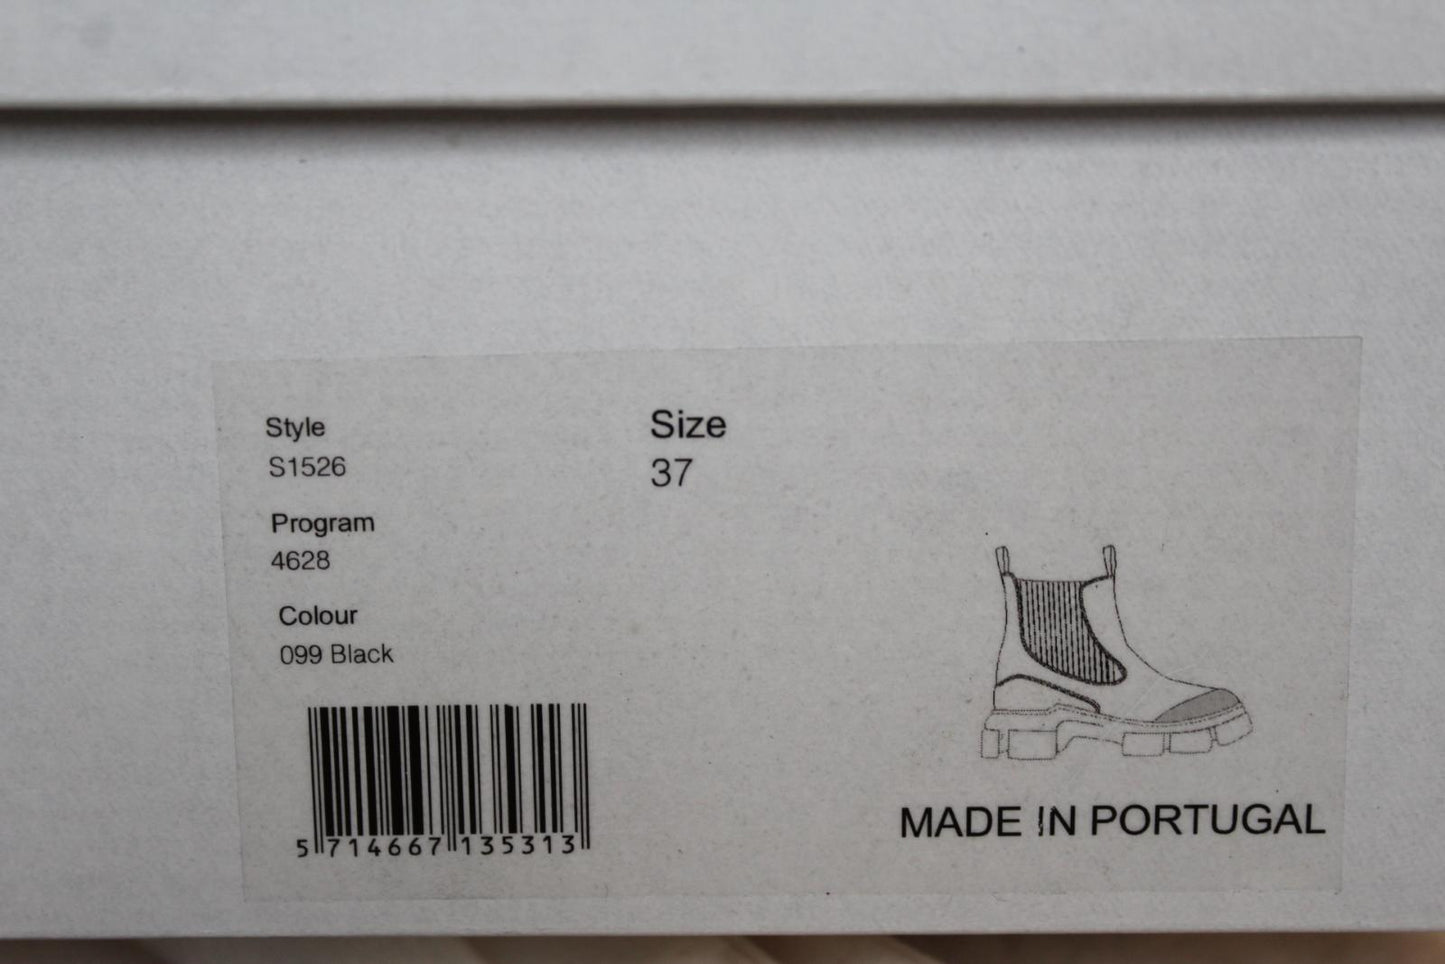 Style
S1526
Size
37
Program
4628
Colour
099 Black
5 714667 135313
MADE IN PORTUGAL